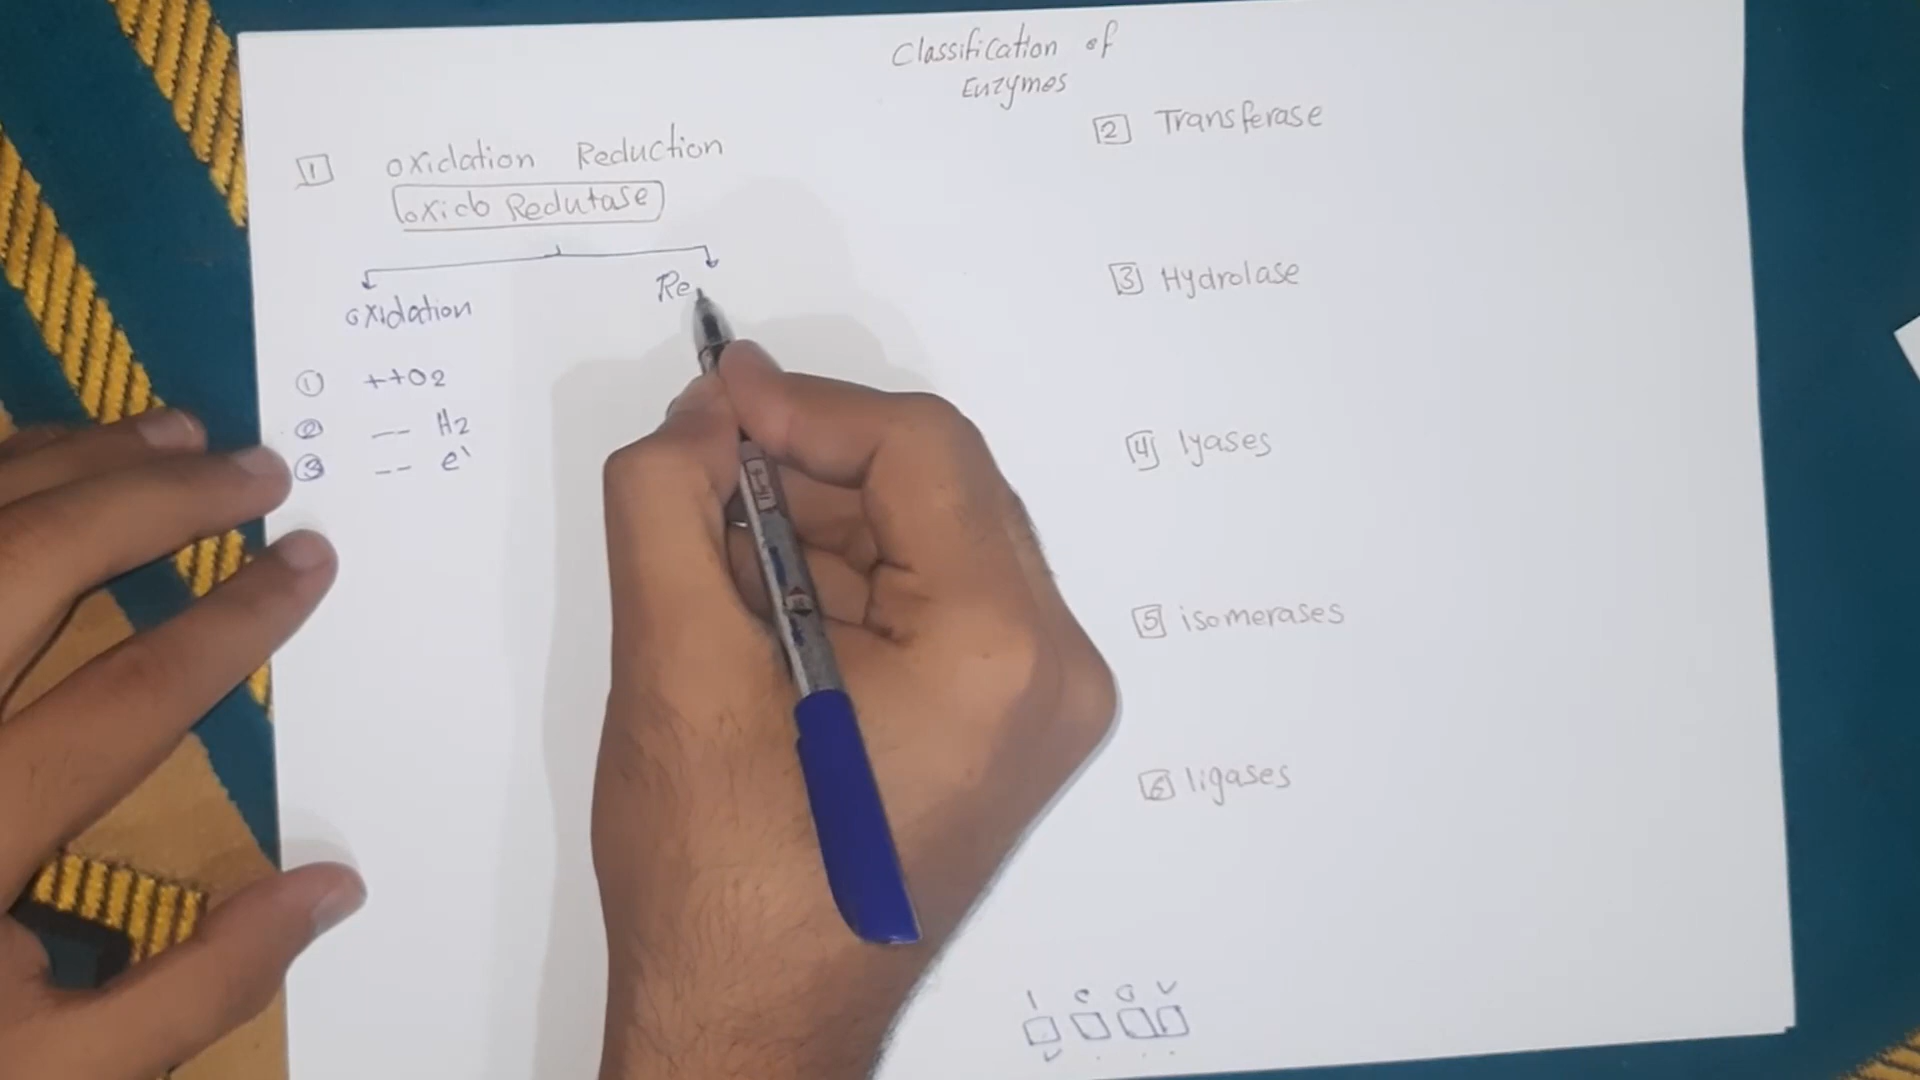 Classification of
Enzymes
1 oxidation Reduction
oxido Redutase
oxidation
Re
1 ++O2
2 -- H2
3 -- e`
2 Transferase
3 Hydrolase
4 lyases
5 isomerases
6 ligases